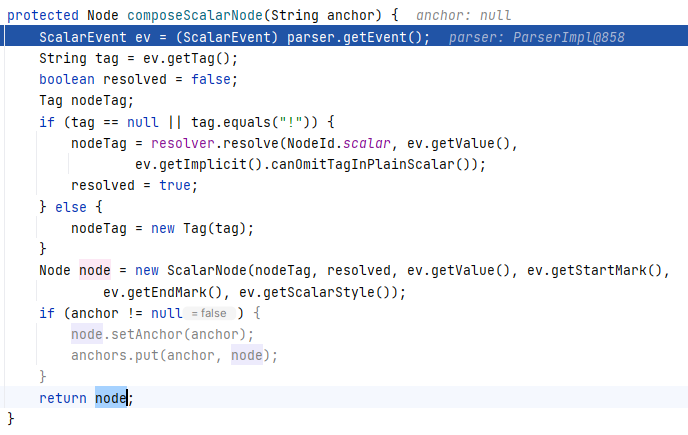 protected Node composeScalarNode(String anchor) {  anchor: null
    ScalarEvent ev = (ScalarEvent) parser.getEvent();  parser: ParserImpl@858
    String tag = ev.getTag();
    boolean resolved = false;
    Tag nodeTag;
    if (tag == null || tag.equals("!")) {
        nodeTag = resolver.resolve(NodeId.scalar, ev.getValue(),
                ev.getImplicit().canOmitTagInPlainScalar());
        resolved = true;
    } else {
        nodeTag = new Tag(tag);
    }
    Node node = new ScalarNode(nodeTag, resolved, ev.getValue(), ev.getStartMark(),
            ev.getEndMark(), ev.getScalarStyle());
    if (anchor != null = false ) {
        node.setAnchor(anchor);
        anchors.put(anchor, node);
    }
    return node;
}